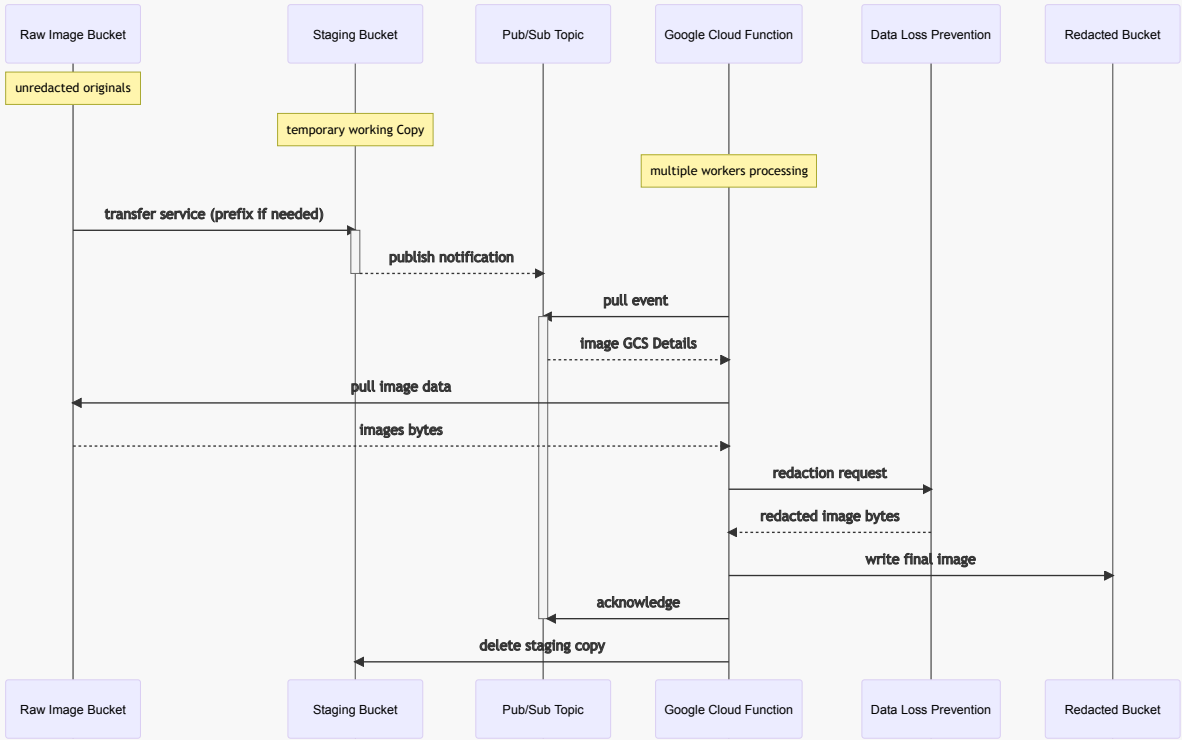 Raw Image Bucket
Staging Bucket
Pub/Sub Topic
Google Cloud Function
Data Loss Prevention
Redacted Bucket
unredacted originals
temporary working Copy
multiple workers processing
transfer service (prefix if needed)
publish notification
pull event
image GCS Details
pull image data
images bytes
redaction request
redacted image bytes
write final image
acknowledge
delete staging copy
Raw Image Bucket
Staging Bucket
Pub/Sub Topic
Google Cloud Function
Data Loss Prevention
Redacted Bucket